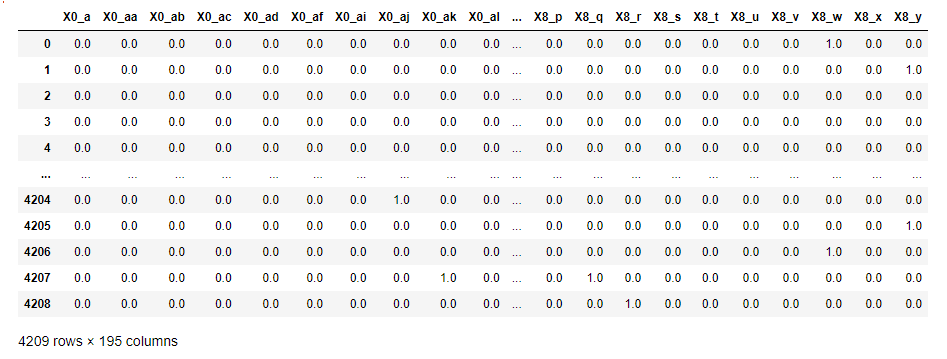 X0_a X0_aa X0_ab X0_ac X0_ad X0_af X0_ai X0_aj X0_ak X0_al ... X8_p X8_q X8_r X8_s X8_t X8_u X8_v X8_w X8_x X8_y
0 0.0 0.0 0.0 0.0 0.0 0.0 0.0 0.0 0.0 0.0 ... 0.0 0.0 0.0 0.0 0.0 0.0 0.0 1.0 0.0 0.0
1 0.0 0.0 0.0 0.0 0.0 0.0 0.0 0.0 0.0 0.0 ... 0.0 0.0 0.0 0.0 0.0 0.0 0.0 0.0 0.0 1.0
2 0.0 0.0 0.0 0.0 0.0 0.0 0.0 0.0 0.0 0.0 ... 0.0 0.0 0.0 0.0 0.0 0.0 0.0 0.0 0.0 0.0
3 0.0 0.0 0.0 0.0 0.0 0.0 0.0 0.0 0.0 0.0 ... 0.0 0.0 0.0 0.0 0.0 0.0 0.0 0.0 0.0 0.0
4 0.0 0.0 0.0 0.0 0.0 0.0 0.0 0.0 0.0 0.0 ... 0.0 0.0 0.0 0.0 0.0 0.0 0.0 0.0 0.0 0.0
... ... ... ... ... ... ... ... ... ... ... ... ... ... ... ... ... ... ... ... ... ...
4204 0.0 0.0 0.0 0.0 0.0 0.0 0.0 1.0 0.0 0.0 ... 0.0 0.0 0.0 0.0 0.0 0.0 0.0 0.0 0.0 0.0
4205 0.0 0.0 0.0 0.0 0.0 0.0 0.0 0.0 0.0 0.0 ... 0.0 0.0 0.0 0.0 0.0 0.0 0.0 0.0 0.0 1.0
4206 0.0 0.0 0.0 0.0 0.0 0.0 0.0 0.0 0.0 0.0 ... 0.0 0.0 0.0 0.0 0.0 0.0 0.0 1.0 0.0 0.0
4207 0.0 0.0 0.0 0.0 0.0 0.0 0.0 0.0 1.0 0.0 ... 0.0 1.0 0.0 0.0 0.0 0.0 0.0 0.0 0.0 0.0
4208 0.0 0.0 0.0 0.0 0.0 0.0 0.0 0.0 0.0 0.0 ... 0.0 0.0 1.0 0.0 0.0 0.0 0.0 0.0 0.0 0.0
4209 rows × 195 columns